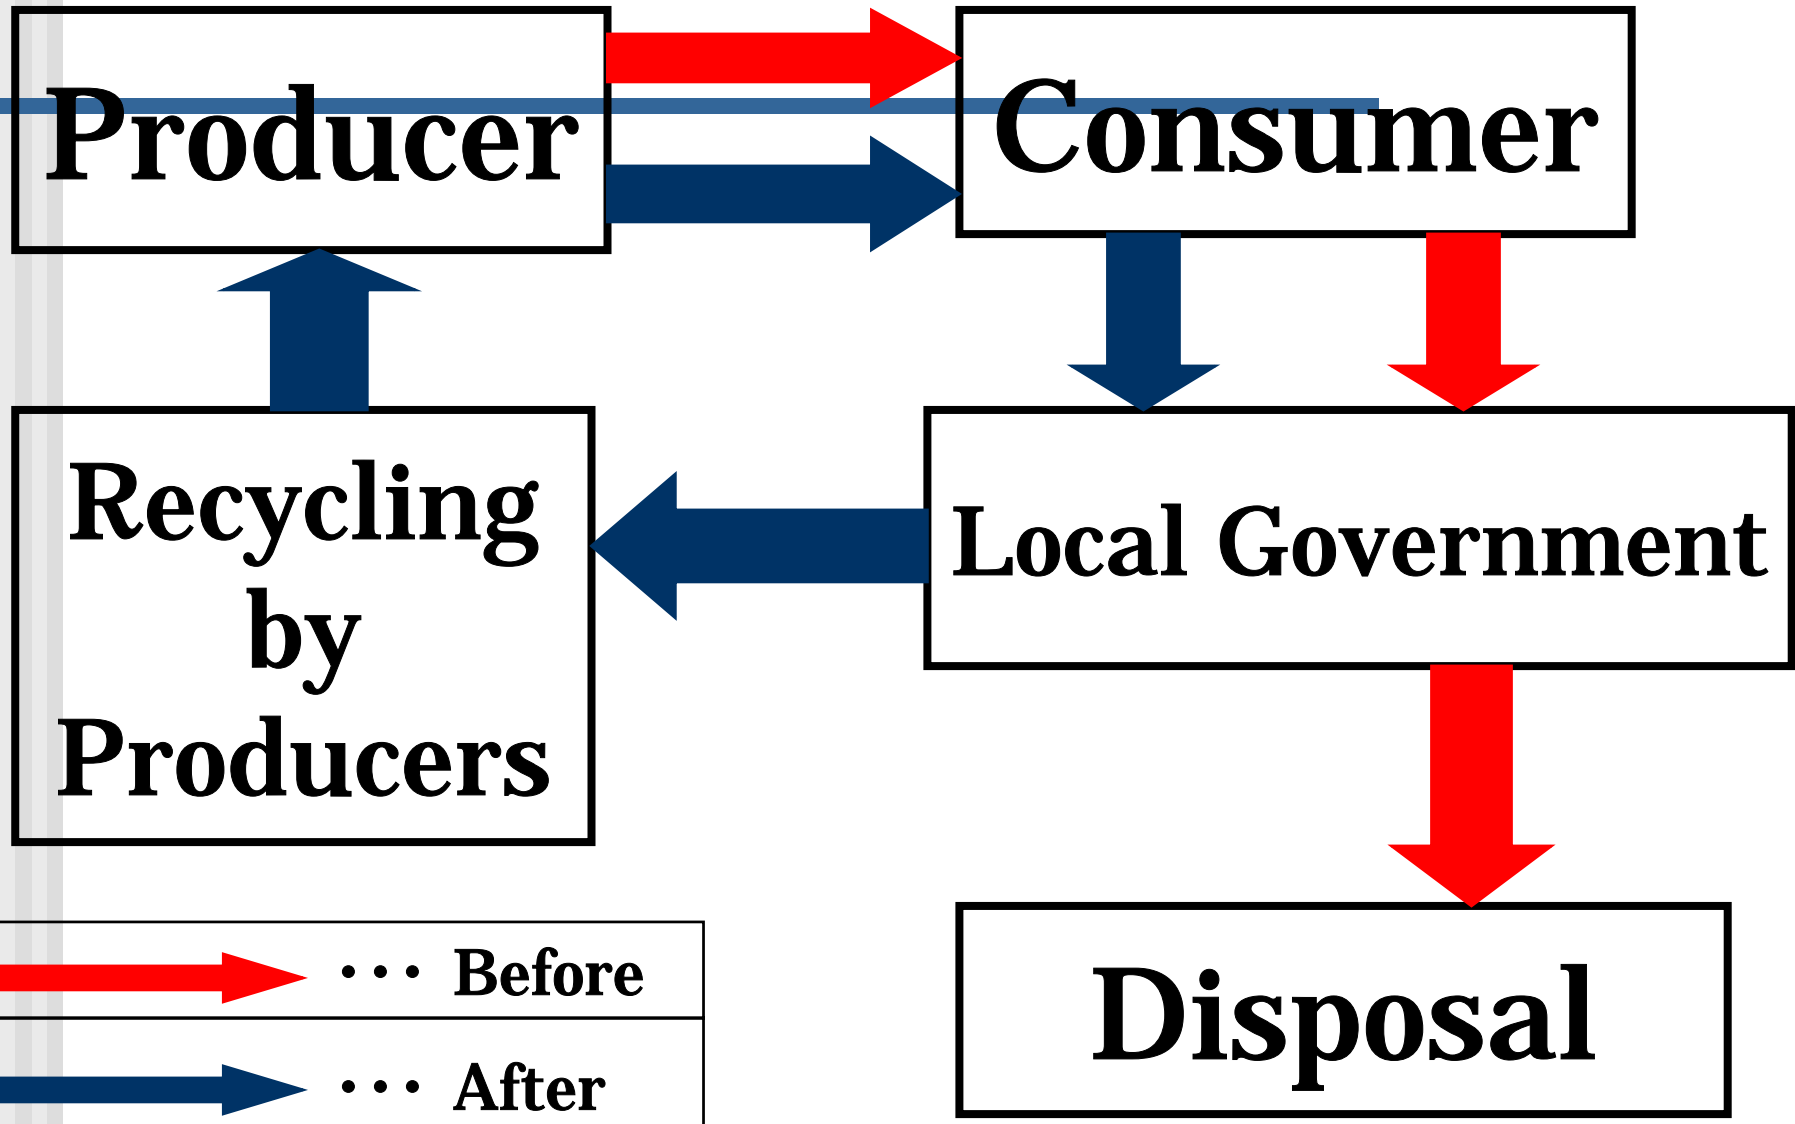 Producer
Consumer
Recycling
by
Producers
Local Government
Disposal
··· Before
··· After